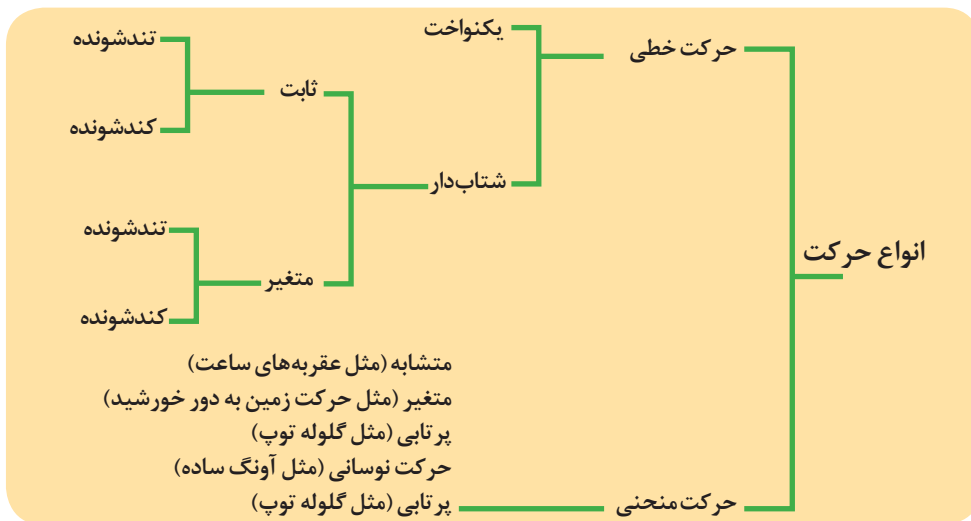 انواع حرکت
حرکت خطی
یکنواخت
شتاب‌دار
ثابت
تندشونده
کندشونده
متغیر
تندشونده
کندشونده
حرکت منحنی
متشابه (مثل عقربه‌های ساعت)
متغیر (مثل حرکت زمین به دور خورشید)
پرتابی (مثل گلوله توپ)
حرکت نوسانی (مثل آونگ ساده)
پرتابی (مثل گلوله توپ)